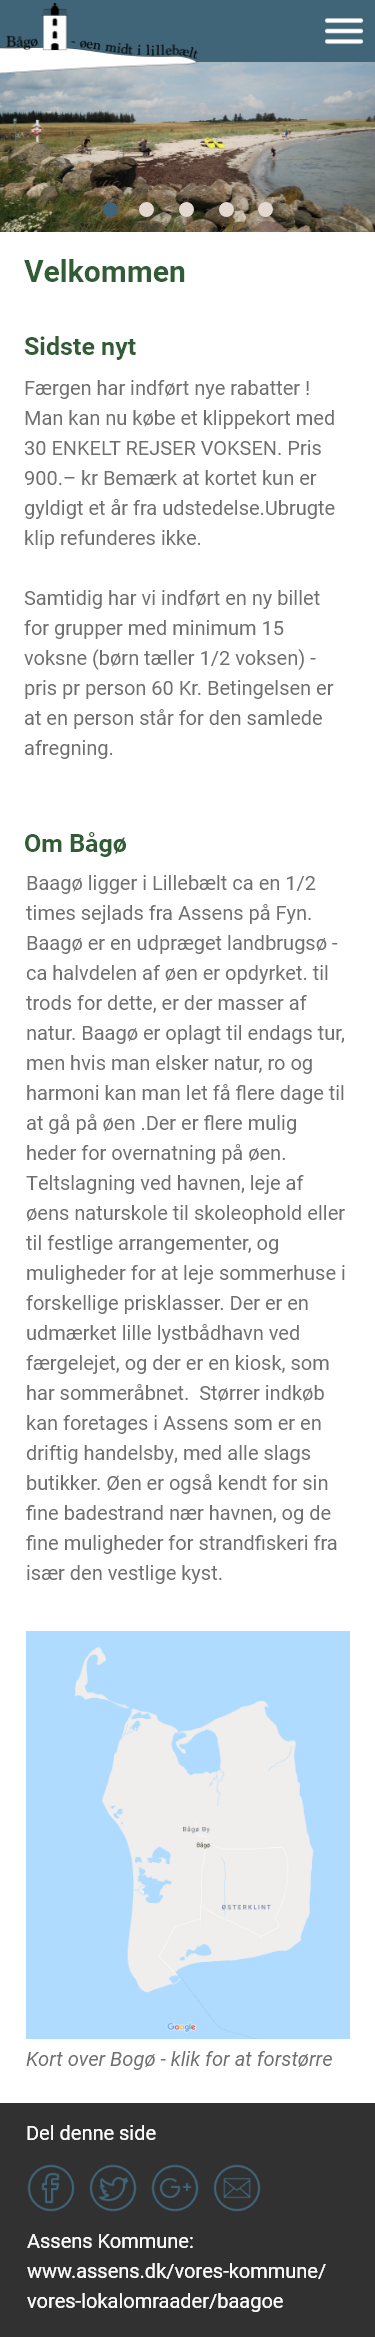 Bågø - øen midt i lillebælt
Velkommen
Sidste nyt
Færgen har indført nye rabatter !
Man kan nu købe et klippekort med
30 ENKELT REJSER VOKSEN. Pris
900.– kr Bemærk at kortet kun er
gyldigt et år fra udstedelse.Ubrugte
klip refunderes ikke.
Samtidig har vi indført en ny billet
for grupper med minimum 15
voksne (børn tæller 1/2 voksen) -
pris pr person 60 Kr. Betingelsen er
at en person står for den samlede
afregning.
Om Bågø
Baagø ligger i Lillebælt ca en 1/2
times sejlads fra Assens på Fyn.
Baagø er en udpræget landbrugsø -
ca halvdelen af øen er opdyrket. til
trods for dette, er der masser af
natur. Baagø er oplagt til endags tur,
men hvis man elsker natur, ro og
harmoni kan man let få flere dage til
at gå på øen .Der er flere mulig
heder for overnatning på øen.
Teltslagning ved havnen, leje af
øens naturskole til skoleophold eller
til festlige arrangementer, og
muligheder for at leje sommerhuse i
forskellige prisklasser. Der er en
udmærket lille lystbådhavn ved
færgelejet, og der er en kiosk, som
har sommeråbnet.  Størrer indkøb
kan foretages i Assens som er en
driftig handelsby, med alle slags
butikker. Øen er også kendt for sin
fine badestrand nær havnen, og de
fine muligheder for strandfiskeri fra
især den vestlige kyst.
Bågø By
Bågø
ØSTERKLINT
Google
Kort over Bogø - klik for at forstørre
Del denne side
Assens Kommune:
www.assens.dk/vores-kommune/
vores-lokalomraader/baagoe